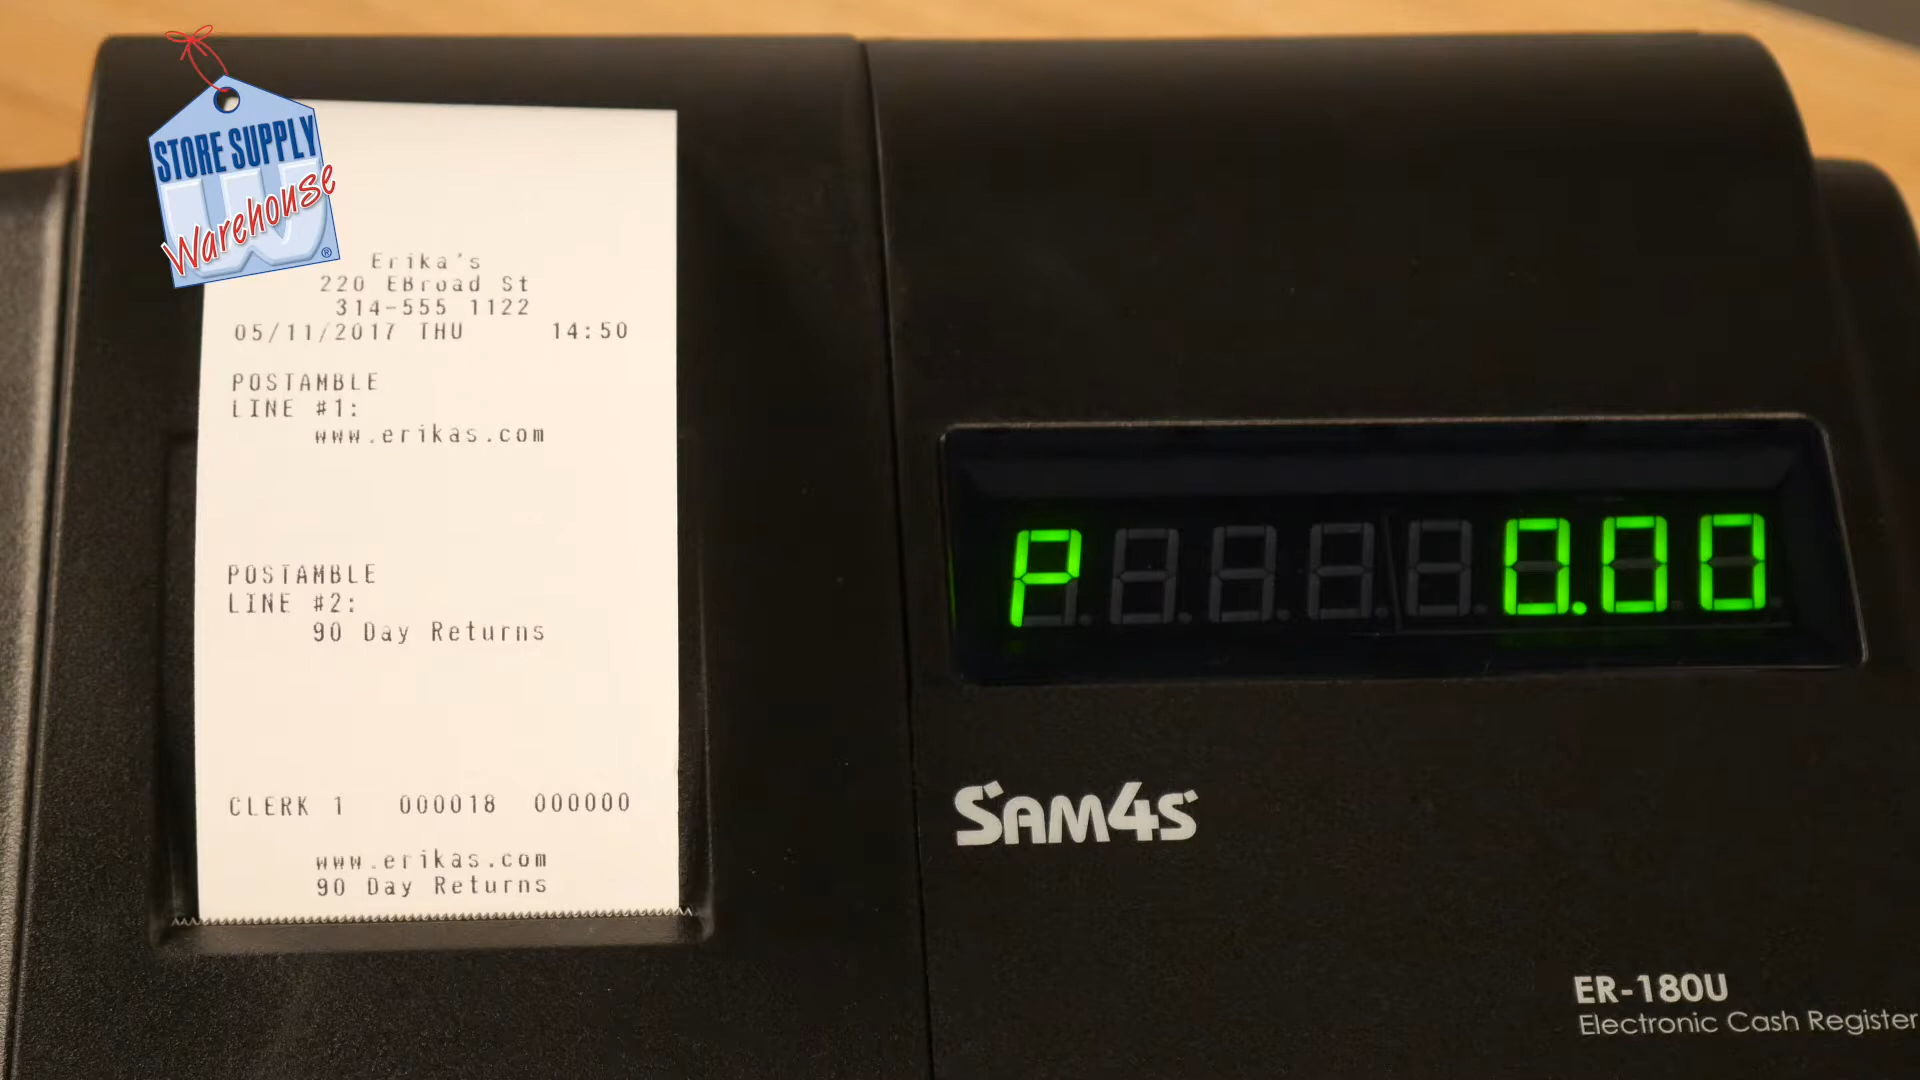 STORE SUPPLY
Warehouse
®
Erika's
220 EBroad St
314-555 1122
05/11/2017 THU 14:50
POSTAMBLE
LINE #1:
www.erikas.com
POSTAMBLE
LINE #2:
90 Day Returns
CLERK 1 000018 000000
www.erikas.com
90 Day Returns
P 0.00
SAM4S
ER-180U
Electronic Cash Register